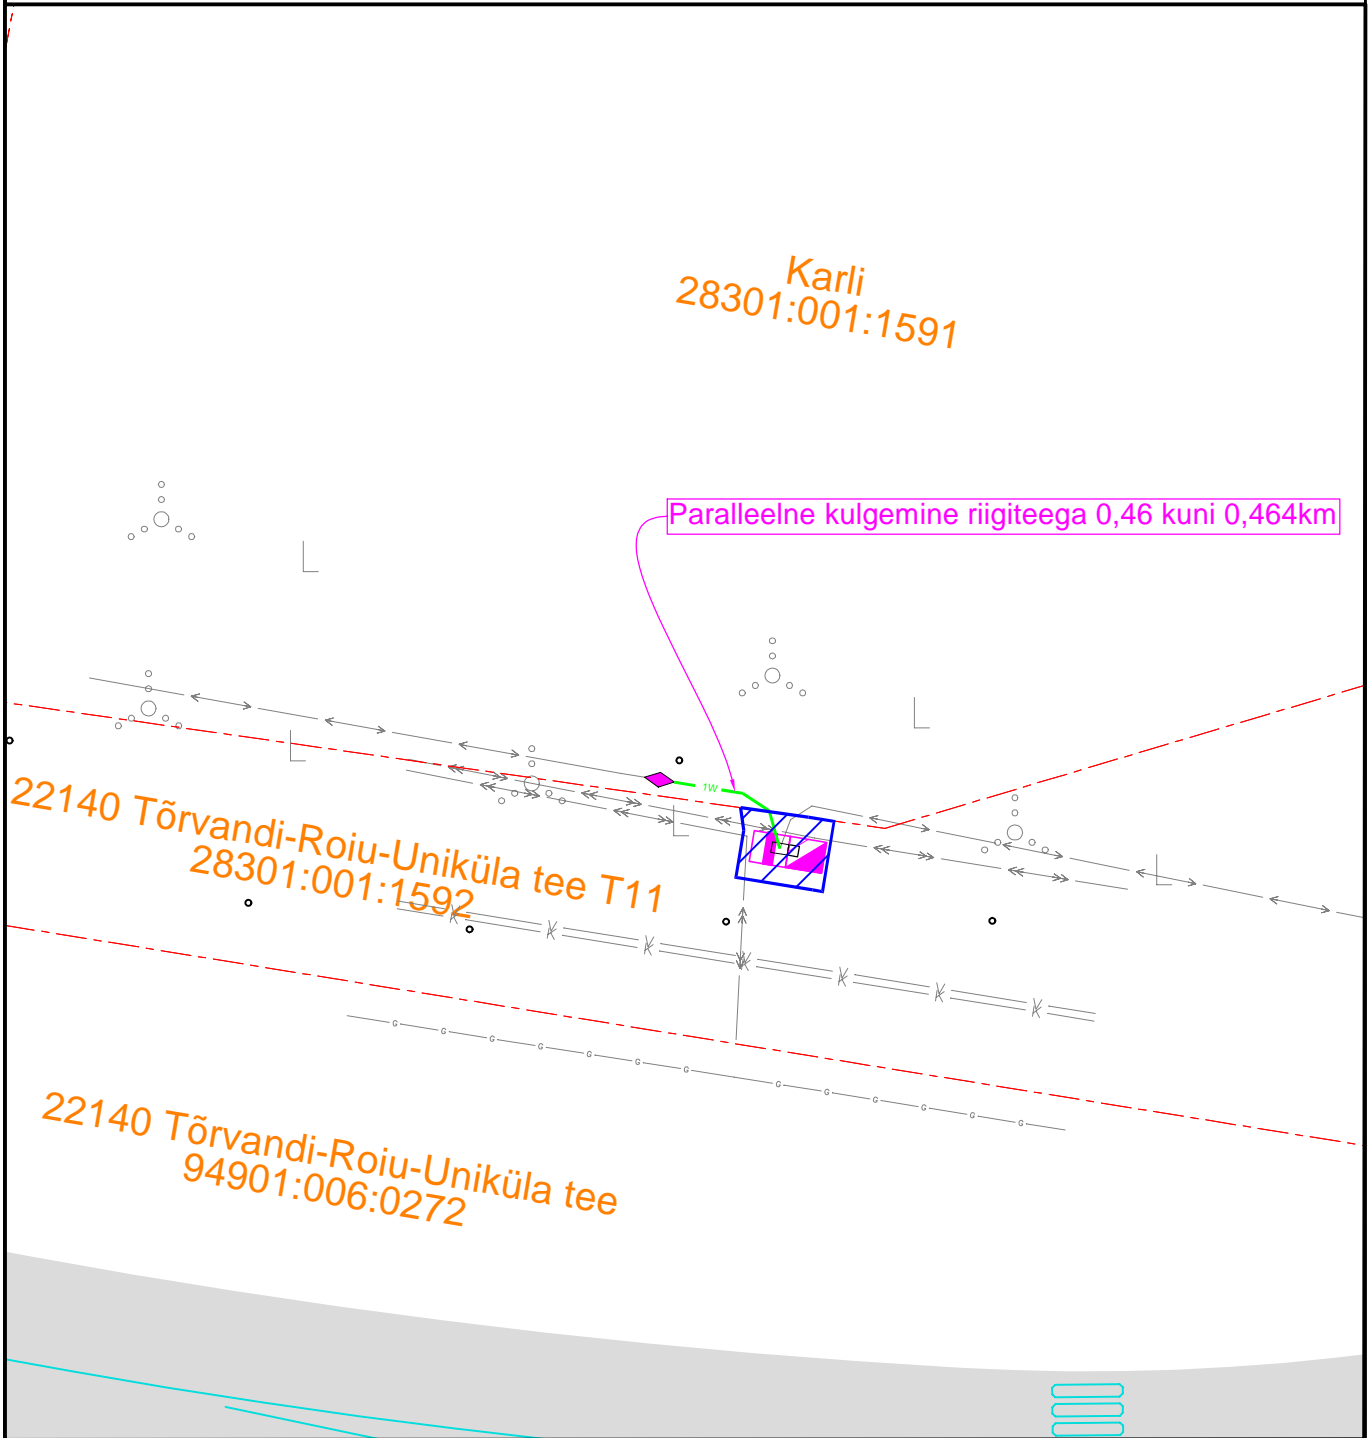 Karli
28301:001:1591
Paralleelne kulgemine riigiteega 0,46 kuni 0,464km
1W
22140 Tõrvandi-Roiu-Uniküla tee T11
28301:001:1592
K K K K K K K
G G G G G G G G G G G G G
22140 Tõrvandi-Roiu-Uniküla tee
94901:006:0272